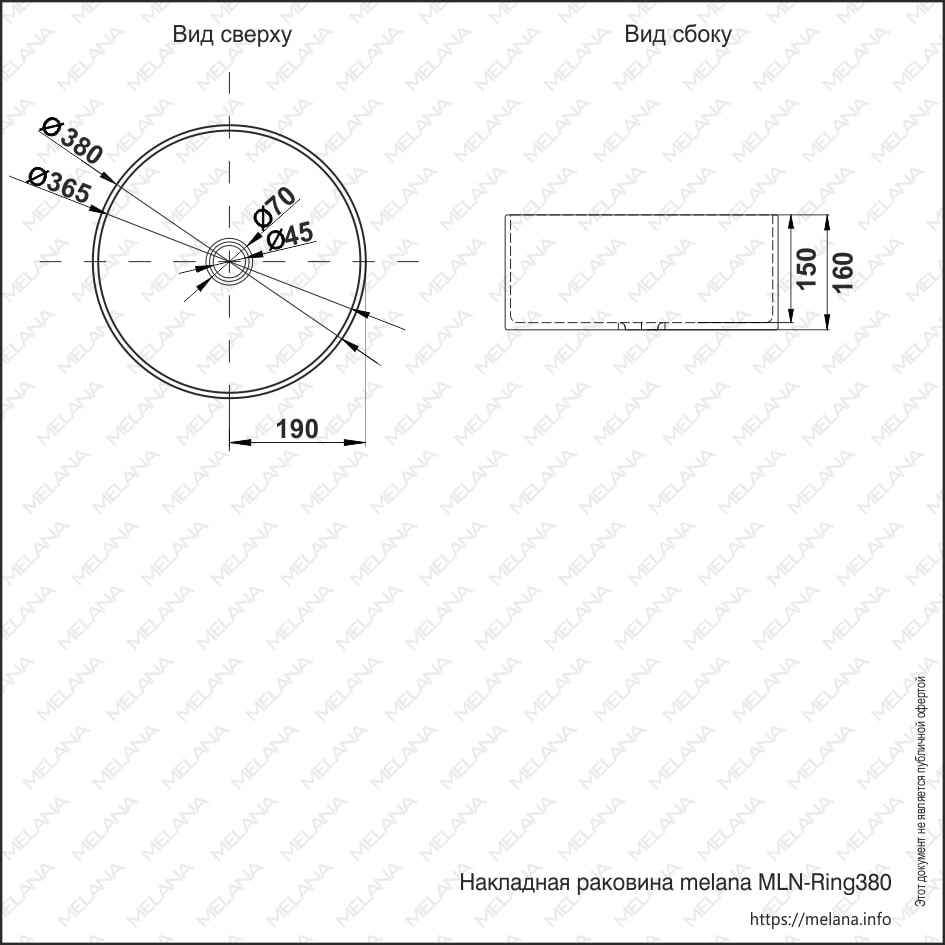 Вид сверху
Вид сбоку
Ø380
Ø365
Ø70
Ø45
190
150
160
Накладная раковина melana MLN-Ring380
https://melana.info
Этот документ не является публичной офертой
MELANA